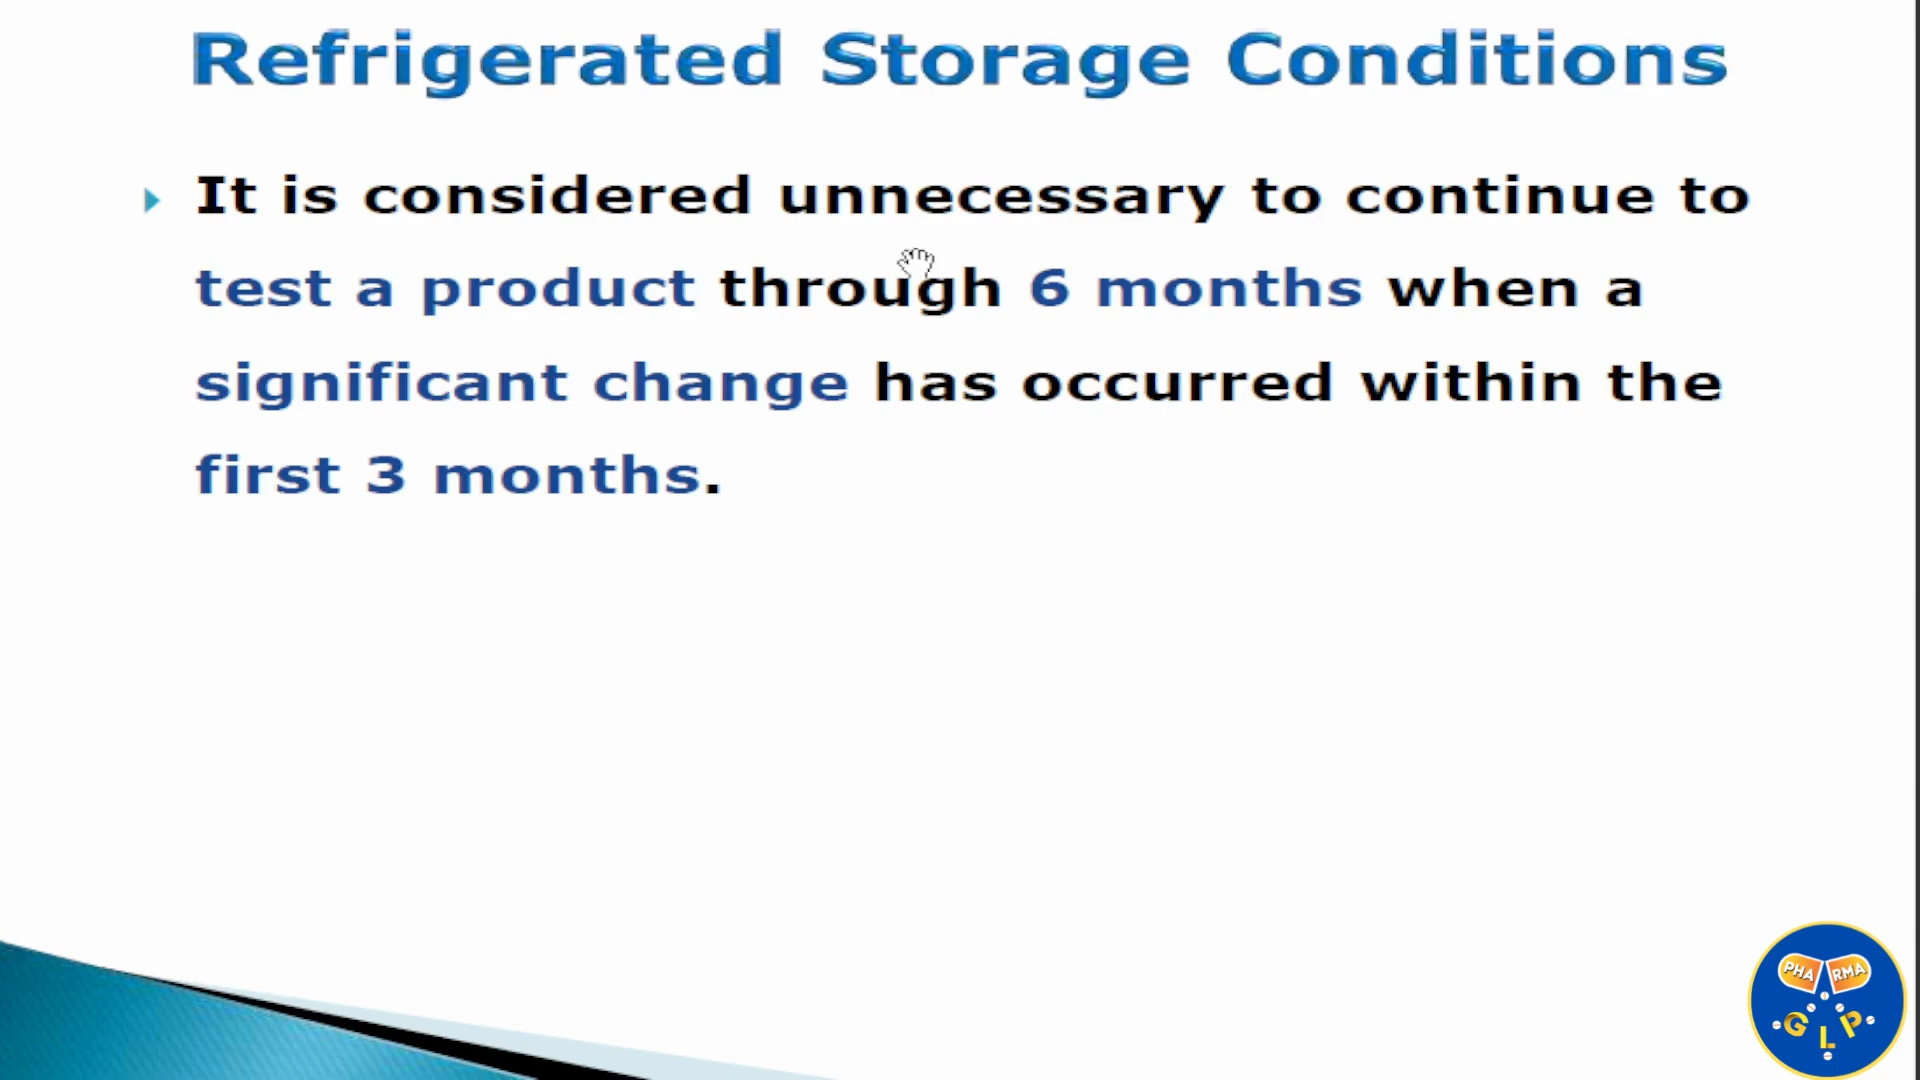 Refrigerated Storage Conditions
It is considered unnecessary to continue to
test a product through 6 months when a
significant change has occurred within the
first 3 months.
PHA RMA
GLP